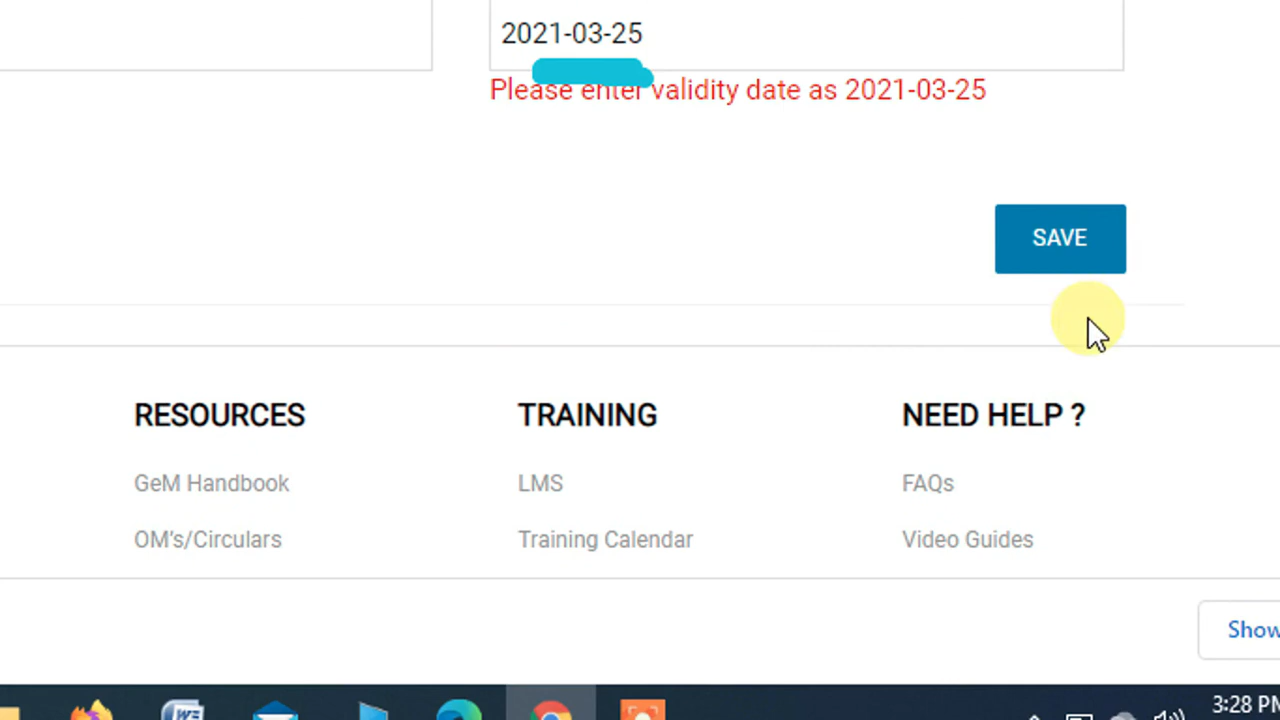 2021-03-25
Please enter validity date as 2021-03-25
SAVE
RESOURCES
TRAINING
NEED HELP ?
GeM Handbook
LMS
FAQs
OM's/Circulars
Training Calendar
Video Guides
Show
3:28 PM